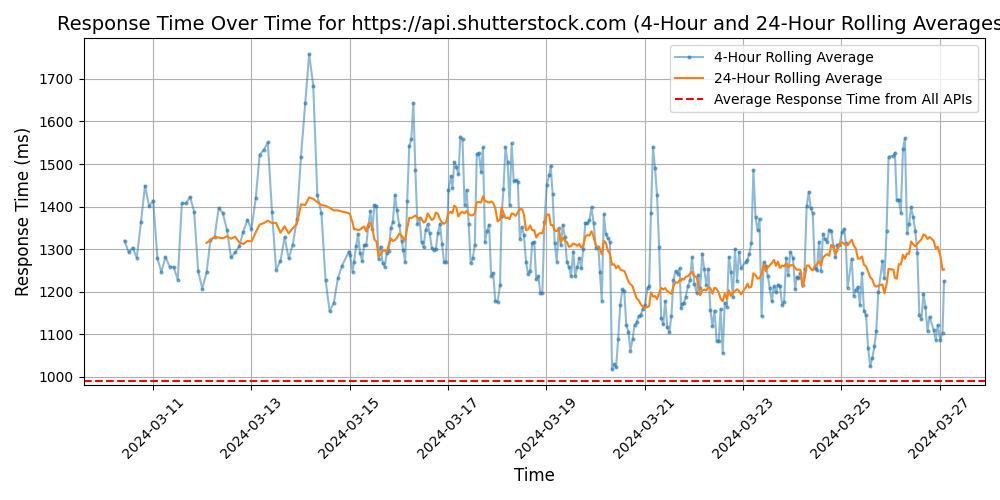 Response Time Over Time for https://api.shutterstock.com (4-Hour and 24-Hour Rolling Averages
4-Hour Rolling Average
24-Hour Rolling Average
Average Response Time from All APIs
Response Time (ms)
1700
1600
1500
1400
1300
1200
1100
1000
2024-03-11
2024-03-13
2024-03-15
2024-03-17
2024-03-19
2024-03-21
2024-03-23
2024-03-25
2024-03-27
Time